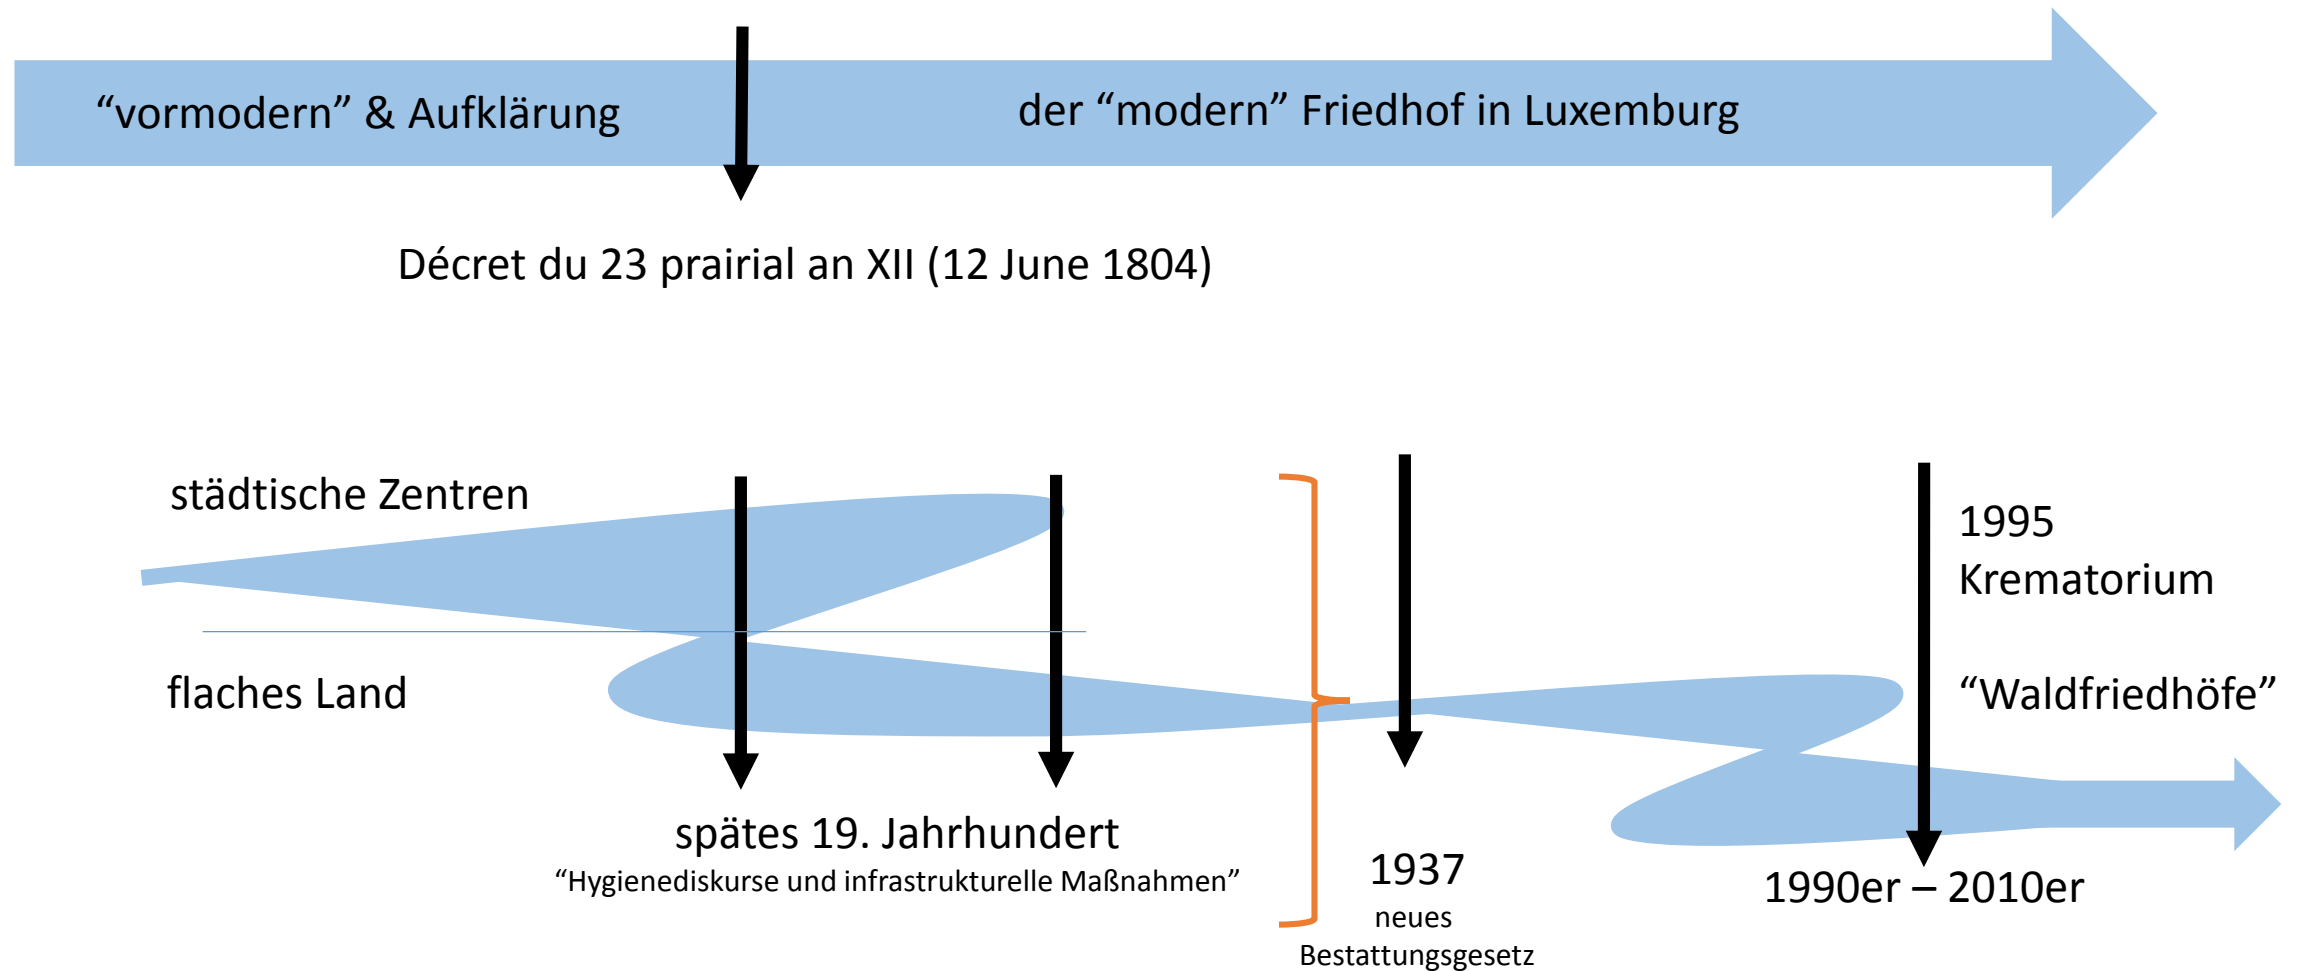 “vormodern” & Aufklärung
der “modern” Friedhof in Luxemburg
Décret du 23 prairial an XII (12 June 1804)
städtische Zentren
flaches Land
spätes 19. Jahrhundert
“Hygienediskurse und infrastrukturelle Maßnahmen”
1937
neues
Bestattungsgesetz
1995
Krematorium
“Waldfriedhöfe”
1990er – 2010er